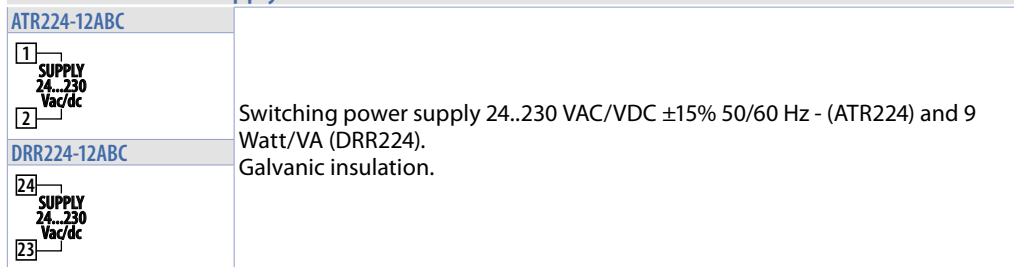 ATR224-12ABC
1
SUPPLY
24...230
Vac/dc
2
Switching power supply 24..230 VAC/VDC ±15% 50/60 Hz - (ATR224) and 9
Watt/VA (DRR224).
Galvanic insulation.
DRR224-12ABC
24
SUPPLY
24...230
Vac/dc
23